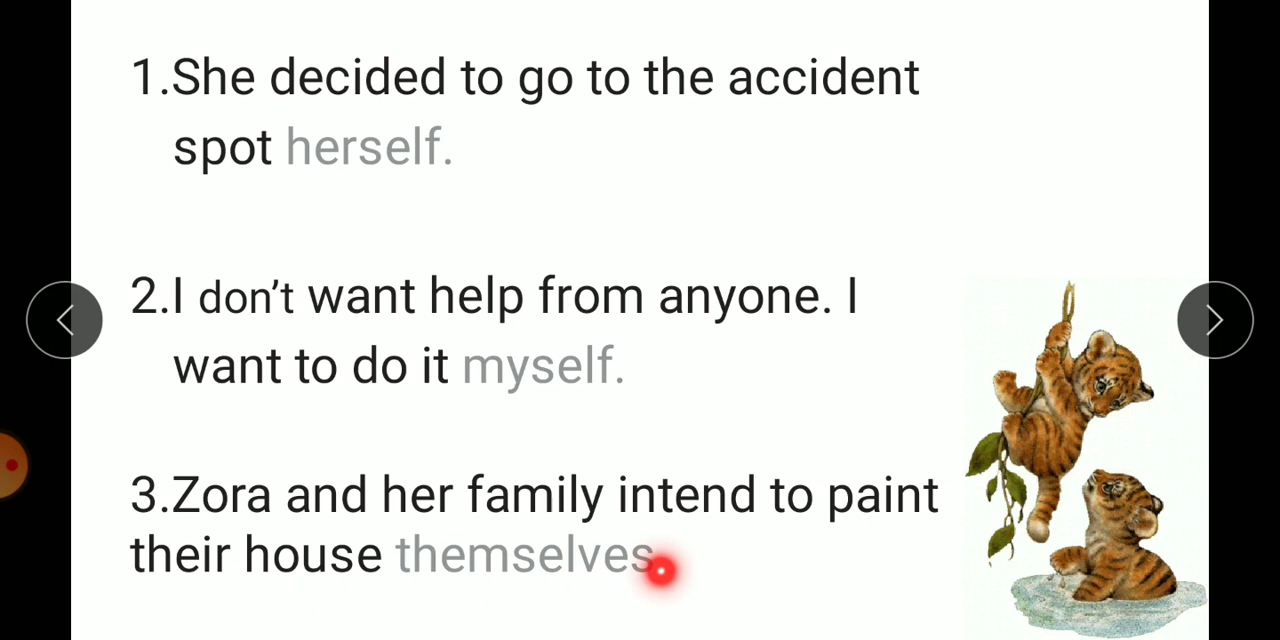 1.She decided to go to the accident
spot herself.
2.I don’t want help from anyone. I
want to do it myself.
3.Zora and her family intend to paint
their house themselves